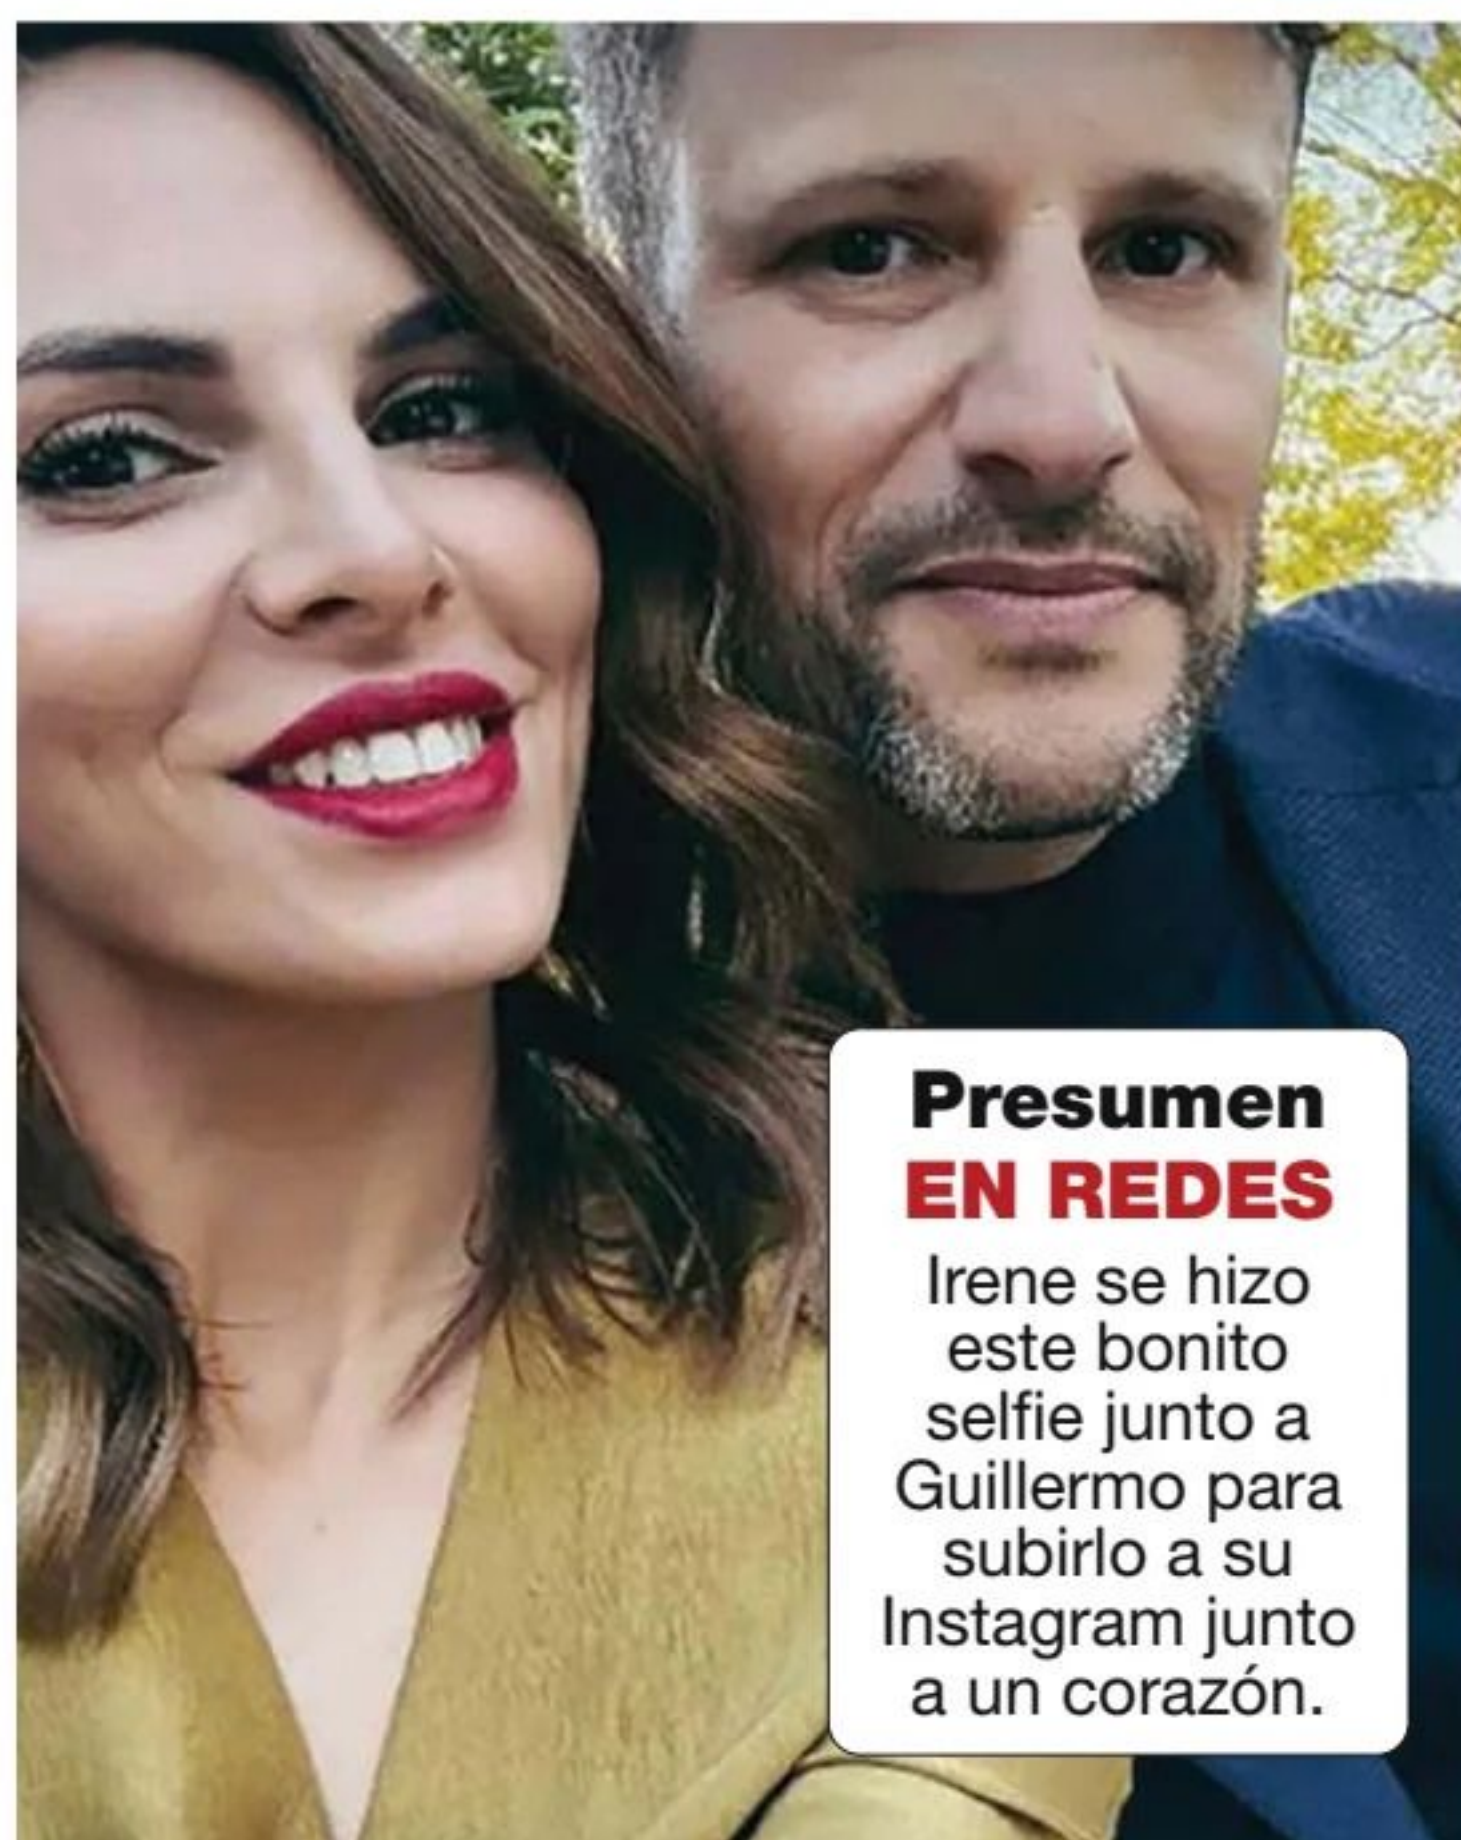 Presumen
EN REDES
Irene se hizo
este bonito
selfie junto a
Guillermo para
subirlo a su
Instagram junto
a un corazón.